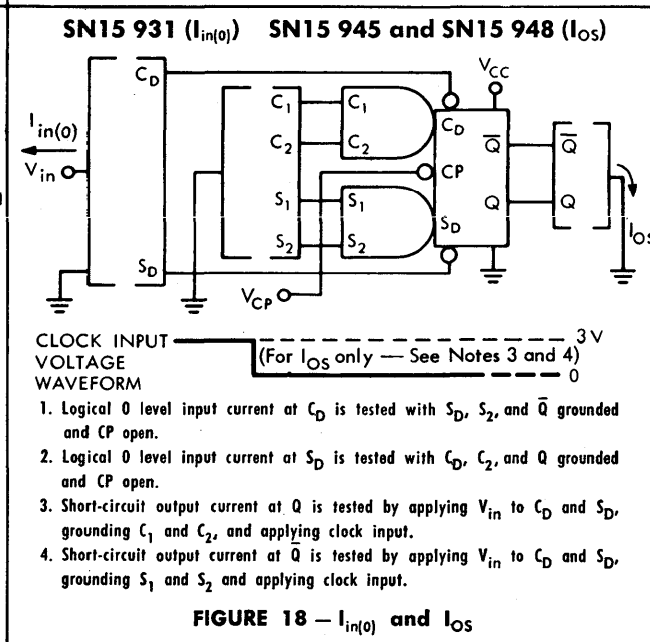 SN15 931 (Iin(0)) SN15 945 and SN15 948 (IOS)
CD
VCC
Iin(0)
Vin
C1 C1
C2 C2
CD
Q̅ Q̅
CP
S1 S1
Q Q
S2 S2
SD
SD
IOS
VCP
CLOCK INPUT
VOLTAGE
WAVEFORM
3 V
(For IOS only — See Notes 3 and 4)
0
1. Logical 0 level input current at CD is tested with SD, S2, and Q̅ grounded
and CP open.
2. Logical 0 level input current at SD is tested with CD, C2, and Q grounded
and CP open.
3. Short-circuit output current at Q is tested by applying Vin to CD and SD,
grounding C1 and C2, and applying clock input.
4. Short-circuit output current at Q̅ is tested by applying Vin to CD and SD,
grounding S1 and S2 and applying clock input.
FIGURE 18 — Iin(0) and IOS